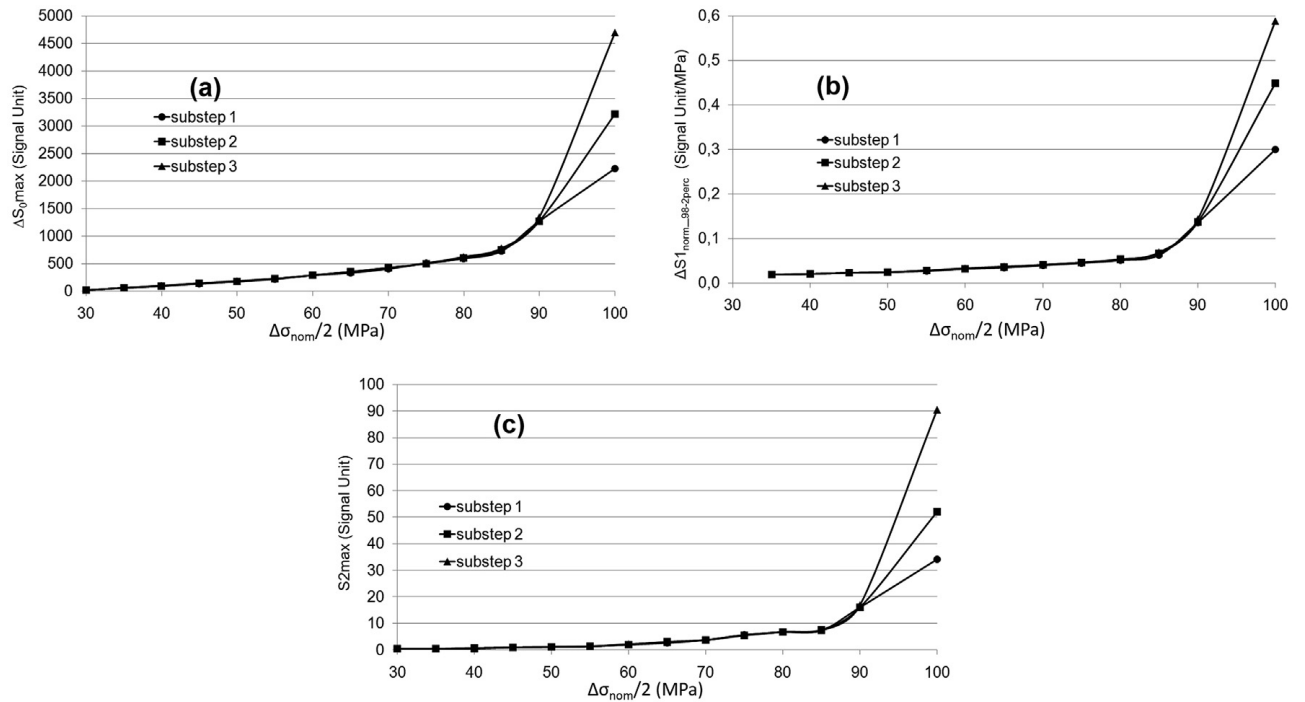 5000
4500
4000
3500
3000
2500
2000
1500
1000
500
0
ΔS₀max (Signal Unit)
(a)
substep 1
substep 2
substep 3
30 40 50 60 70 80 90 100
Δσnom/2 (MPa)
0,6
0,5
0,4
0,3
0,2
0,1
0,0
ΔS1norm_98-2perc (Signal Unit/MPa)
(b)
substep 1
substep 2
substep 3
30 40 50 60 70 80 90 100
Δσnom/2 (MPa)
100
90
80
70
60
50
40
30
20
10
0
S2max (Signal Unit)
(c)
substep 1
substep 2
substep 3
30 40 50 60 70 80 90 100
Δσnom/2 (MPa)